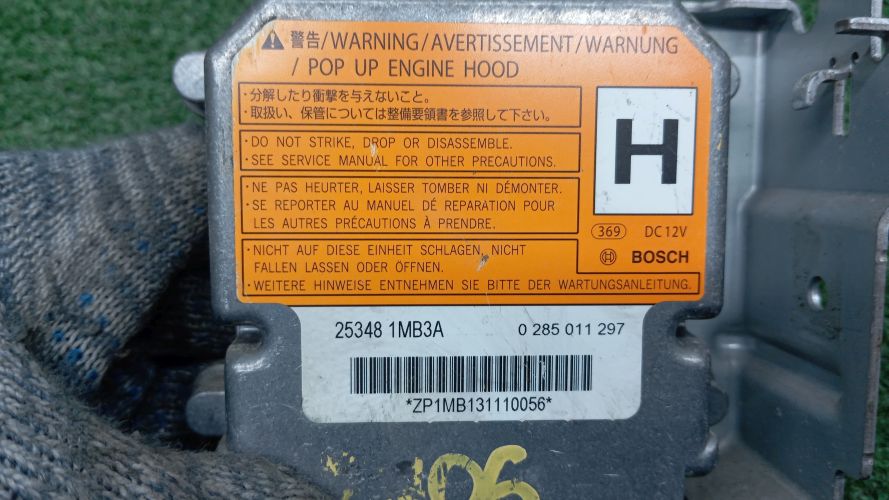 警告/WARNING/AVERTISSEMENT/WARNUNG
/ POP UP ENGINE HOOD
・分解したり衝撃を与えないこと。
取扱い、保管については整備要領書を参照して下さい。
・DO NOT STRIKE, DROP OR DISASSEMBLE.
・SEE SERVICE MANUAL FOR OTHER PRECAUTIONS.
・NE PAS HEURTER, LAISSER TOMBER NI DÉMONTER.
・SE REPORTER AU MANUEL DE RÉPARATION POUR
LES AUTRES PRÉCAUTIONS À PRENDRE.
・NICHT AUF DIESE EINHEIT SCHLAGEN, NICHT
FALLEN LASSEN ODER ÖFFNEN.
・WEITERE HINWEISE ENTNEHMEN SIE BITTE DER WARTUNGSANLEITUNG.
H
369 DC12V
BOSCH
25348 1MB3A 0 285 011 297
*ZP1MB131110056*
06